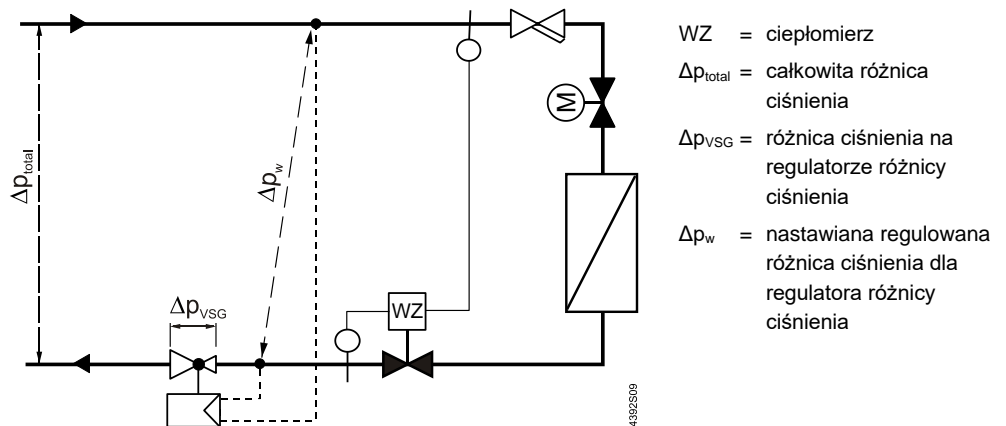 Δptotal
Δpw
ΔpVSG
WZ
M
4392S09
WZ = ciepłomierz
Δptotal = całkowita różnica
ciśnienia
ΔpVSG = różnica ciśnienia na
regulatorze różnicy
ciśnienia
Δpw = nastawiana regulowana
różnica ciśnienia dla
regulatora różnicy
ciśnienia